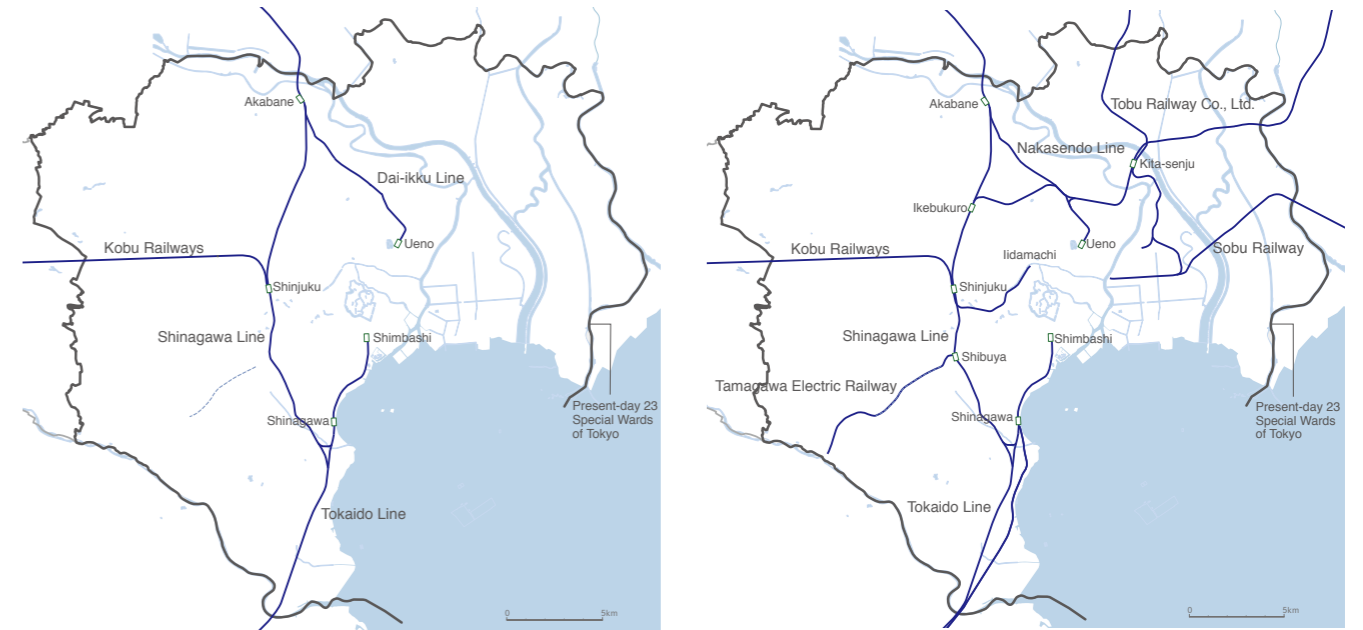 Akabane
Dai-ikku Line
Ueno
Kobu Railways
Shinjuku
Shinagawa Line
Shimbashi
Shinagawa
Present-day 23
Special Wards
of Tokyo
Tokaido Line
0 5km
Akabane
Tobu Railway Co., Ltd.
Nakasendo Line
Kita-senju
Ikebukuro
Ueno
Kobu Railways
Iidamachi
Sobu Railway
Shinjuku
Shinagawa Line
Shimbashi
Shibuya
Tamagawa Electric Railway
Shinagawa
Present-day 23
Special Wards
of Tokyo
Tokaido Line
0 5km